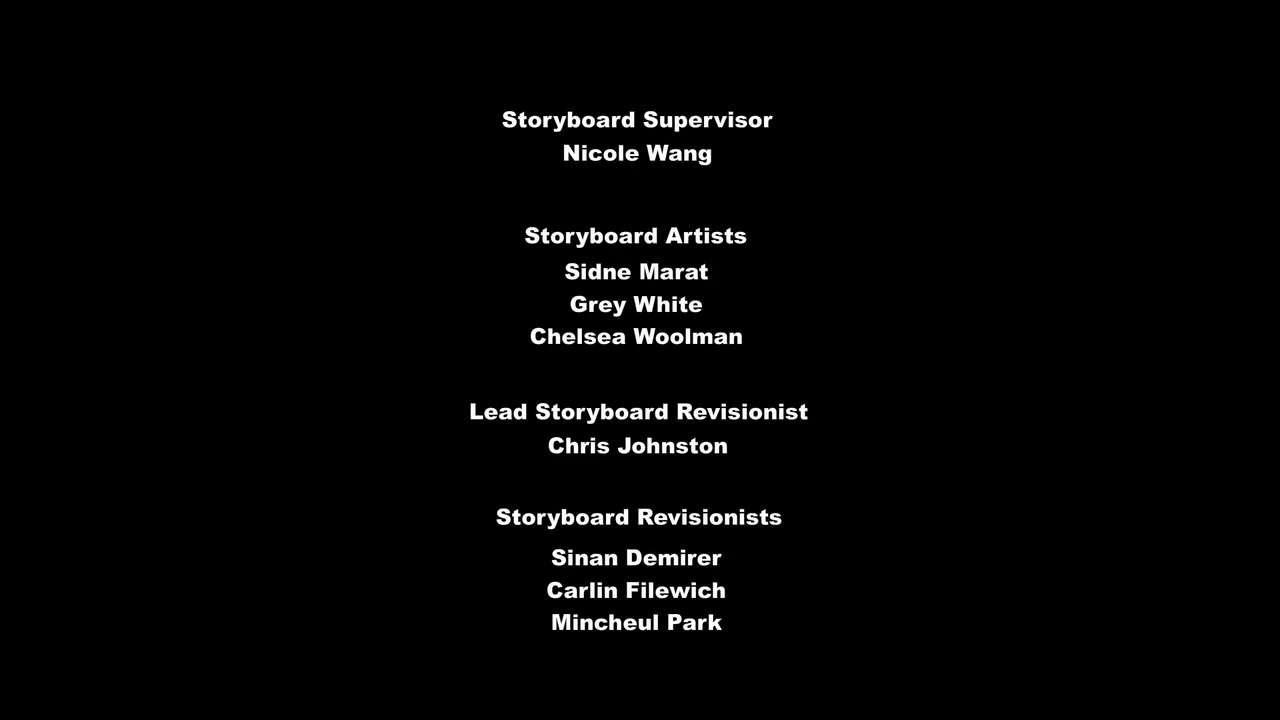 Storyboard Supervisor
Nicole Wang
Storyboard Artists
Sidne Marat
Grey White
Chelsea Woolman
Lead Storyboard Revisionist
Chris Johnston
Storyboard Revisionists
Sinan Demirer
Carlin Filewich
Mincheul Park